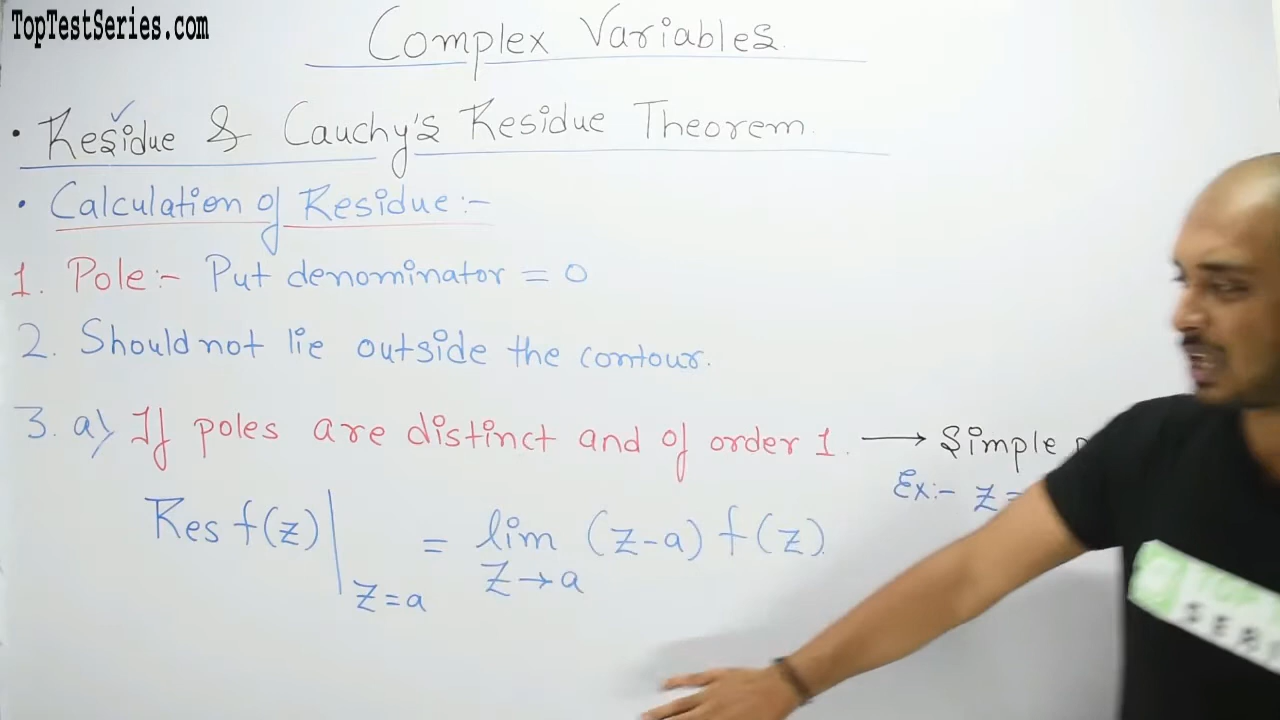 TopTestSeries.com
Complex Variables.
• Residue & Cauchy's Residue Theorem.
• Calculation of Residue:-
1. Pole:- Put denominator = 0
2. Should not lie outside the contour.
3. a) If poles are distinct and of order 1. → Simple
Ex:- z =
Res f(z)|z=a = lim z→a (z-a) f(z).